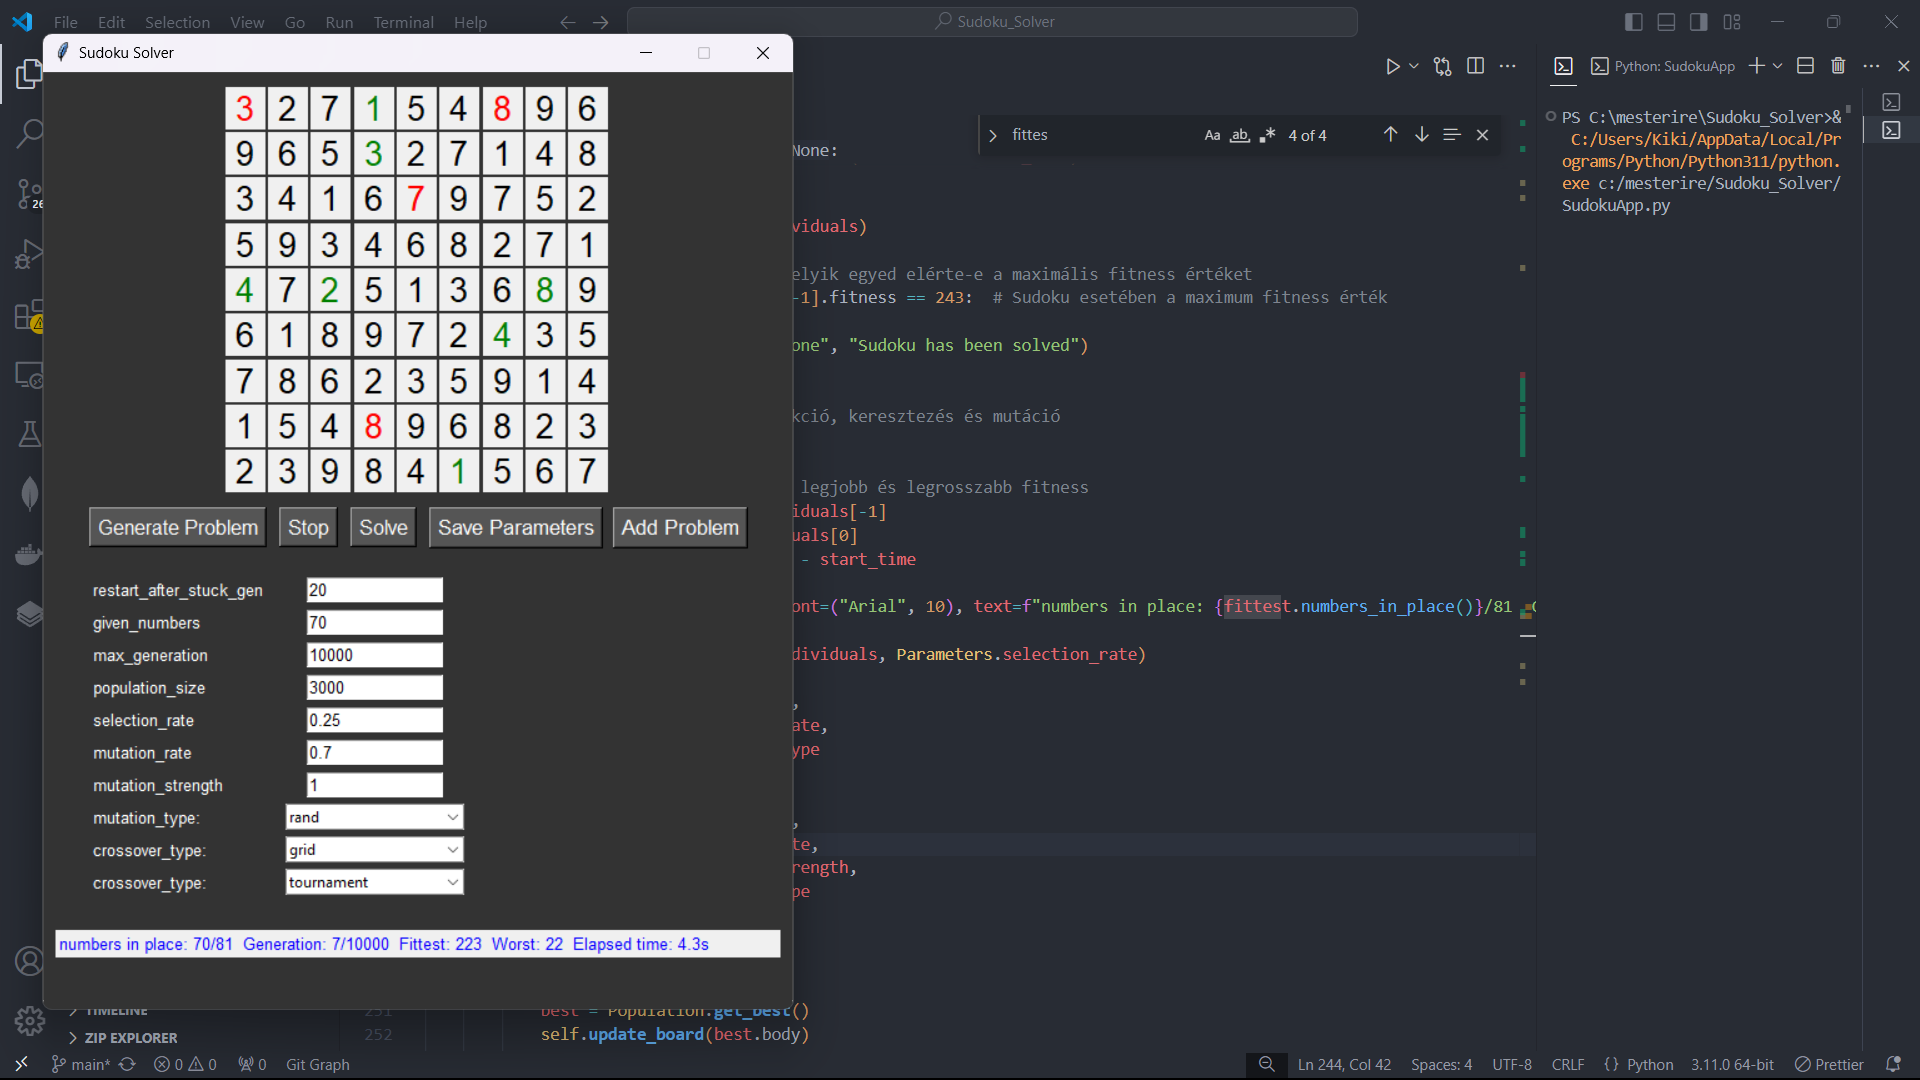 File Edit Selection View Go Run Terminal Help
Sudoku_Solver
Sudoku Solver
3 2 7 1 5 4 8 9 6
9 6 5 3 2 7 1 4 8
3 4 1 6 7 9 7 5 2
5 9 3 4 6 8 2 7 1
4 7 2 5 1 3 6 8 9
6 1 8 9 7 2 4 3 5
7 8 6 2 3 5 9 1 4
1 5 4 8 9 6 8 2 3
2 3 9 8 4 1 5 6 7
Generate Problem Stop Solve Save Parameters Add Problem
restart_after_stuck_gen 20
given_numbers 70
max_generation 10000
population_size 3000
selection_rate 0.25
mutation_rate 0.7
mutation_strength 1
mutation_type: rand
crossover_type: grid
crossover_type: tournament
numbers in place: 70/81 Generation: 7/10000 Fittest: 223 Worst: 22 Elapsed time: 4.3s
26
fittes Aa ab 4 of 4
None:
viduals)
elyik egyed elérte-e a maximális fitness értéket
-1].fitness == 243: # Sudoku esetében a maximum fitness érték
one", "Sudoku has been solved")
kció, keresztezés és mutáció
legjobb és legrosszabb fitness
iduals[-1]
uals[0]
- start_time
ont=("Arial", 10), text=f"numbers in place: {fittest.numbers_in_place()}/81
dividuals, Parameters.selection_rate)
,
ate,
ype
,
te,
rength,
pe
251 best = Population.get_best()
252 self.update_board(best.body)
Python: SudokuApp
PS C:\mesterire\Sudoku_Solver>&
C:/Users/Kiki/AppData/Local/Pr
ograms/Python/Python311/python.
exe c:/mesterire/Sudoku_Solver/
SudokuApp.py
TIMELINE
ZIP EXPLORER
main* 0 0 0 Git Graph
Ln 244, Col 42 Spaces: 4 UTF-8 CRLF {} Python 3.11.0 64-bit Prettier